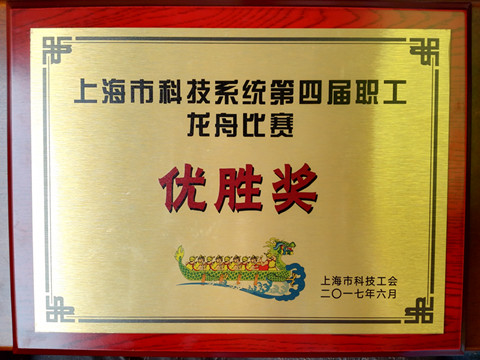 上海市科技系统第四届职工
龙舟比赛
优胜奖
上海市科技工会
二〇一七年六月